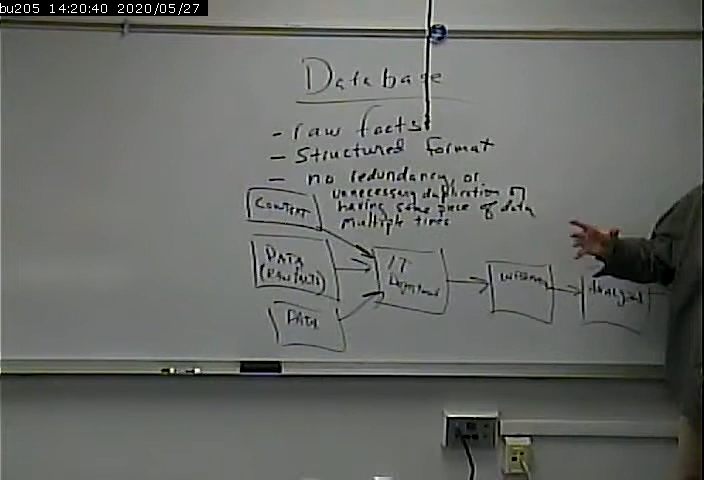 bu205 14:20:40 2020/05/27
Database
- raw facts
- Structured format
- no redundancy, or
unnecessary duplication of
having same piece of data
multiple times
CONTEXT
DATA
(RAW FACTS)
IT
DATA